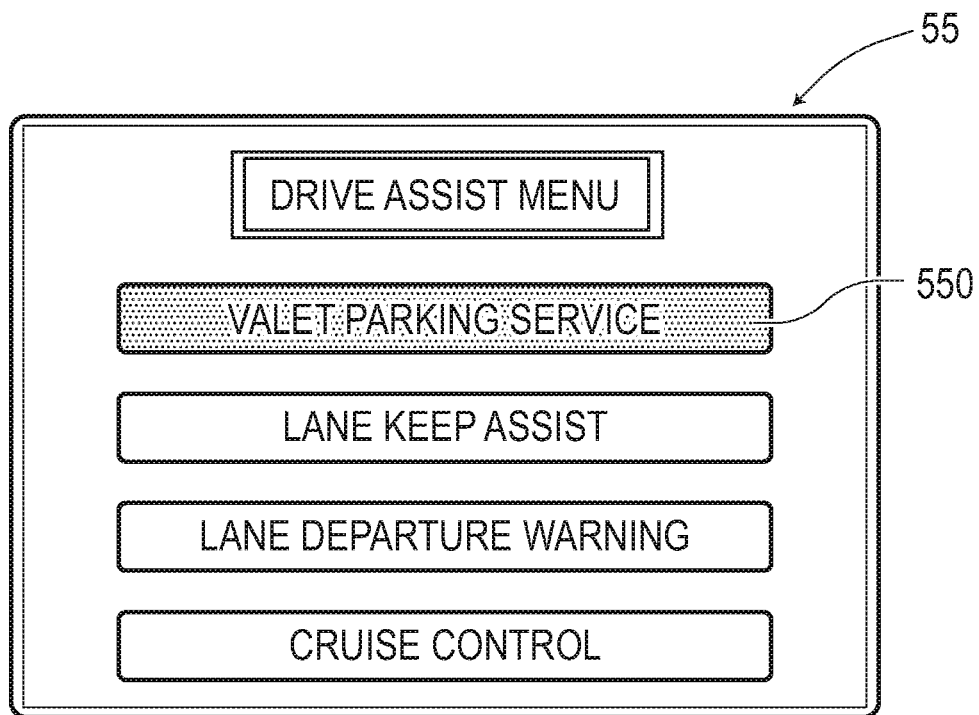 55
DRIVE ASSIST MENU
VALET PARKING SERVICE
550
LANE KEEP ASSIST
LANE DEPARTURE WARNING
CRUISE CONTROL